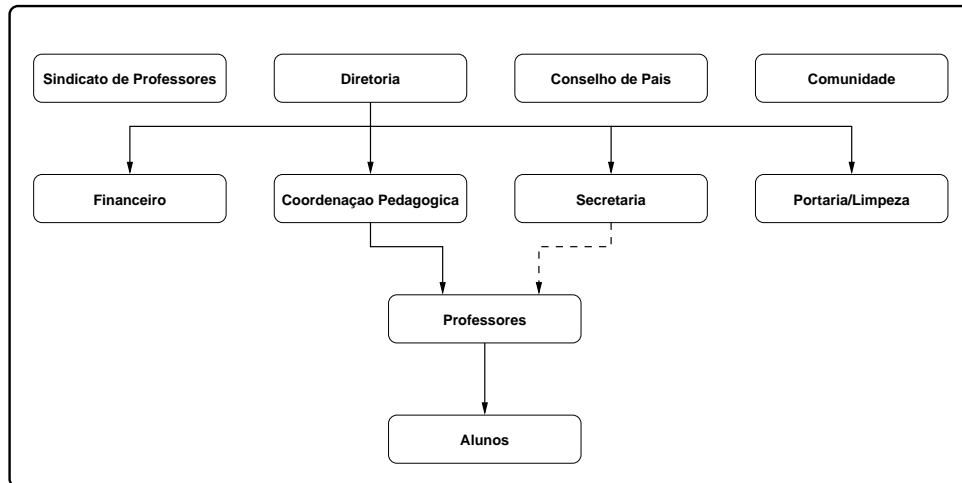 Sindicato de Professores
Diretoria
Conselho de Pais
Comunidade
Financeiro
Coordenaçao Pedagogica
Secretaria
Portaria/Limpeza
Professores
Alunos